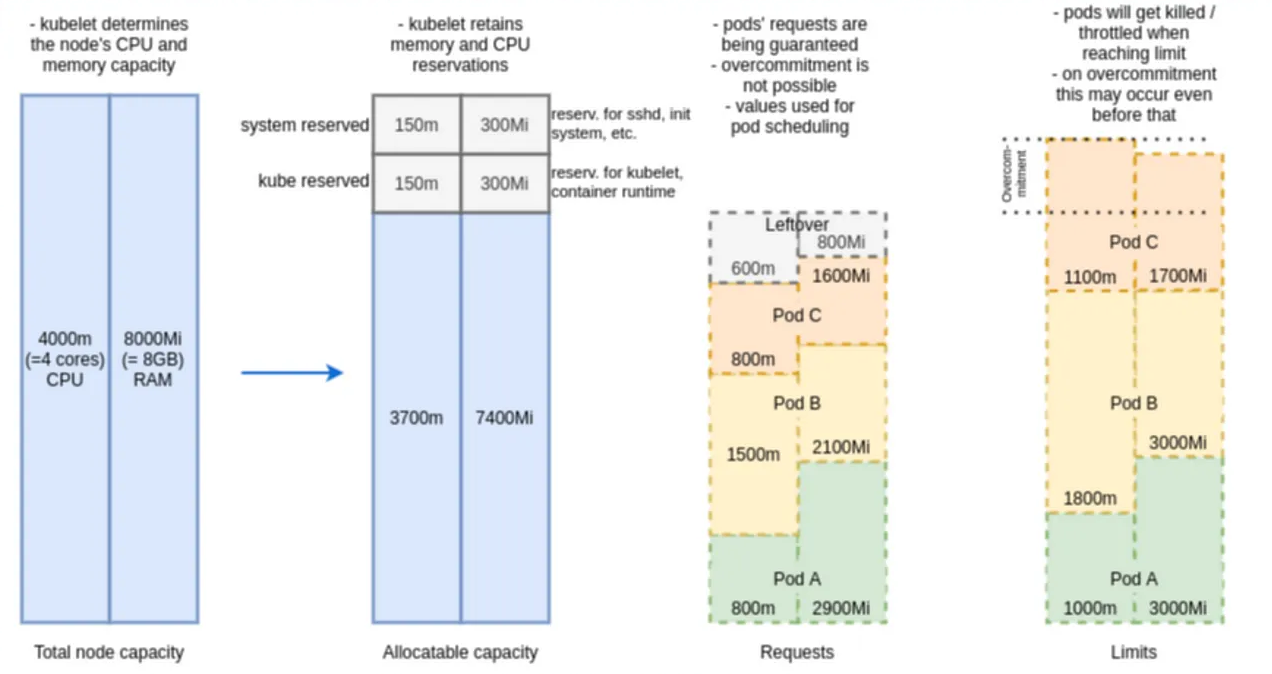 - kubelet determines
the node's CPU and
memory capacity
4000m
(=4 cores)
CPU
8000Mi
(= 8GB)
RAM
Total node capacity
- kubelet retains
memory and CPU
reservations
system reserved
150m
300Mi
reserv. for sshd, init
system, etc.
kube reserved
150m
300Mi
reserv. for kubelet,
container runtime
3700m
7400Mi
Allocatable capacity
- pods' requests are
being guaranteed
- overcommitment is
not possible
- values used for
pod scheduling
Leftover
800Mi
600m
1600Mi
Pod C
800m
Pod B
2100Mi
1500m
Pod A
800m
2900Mi
Requests
- pods will get killed /
throttled when
reaching limit
- on overcommitment
this may occur even
before that
Overcom-
mitment
Pod C
1100m
1700Mi
Pod B
3000Mi
1800m
Pod A
1000m
3000Mi
Limits